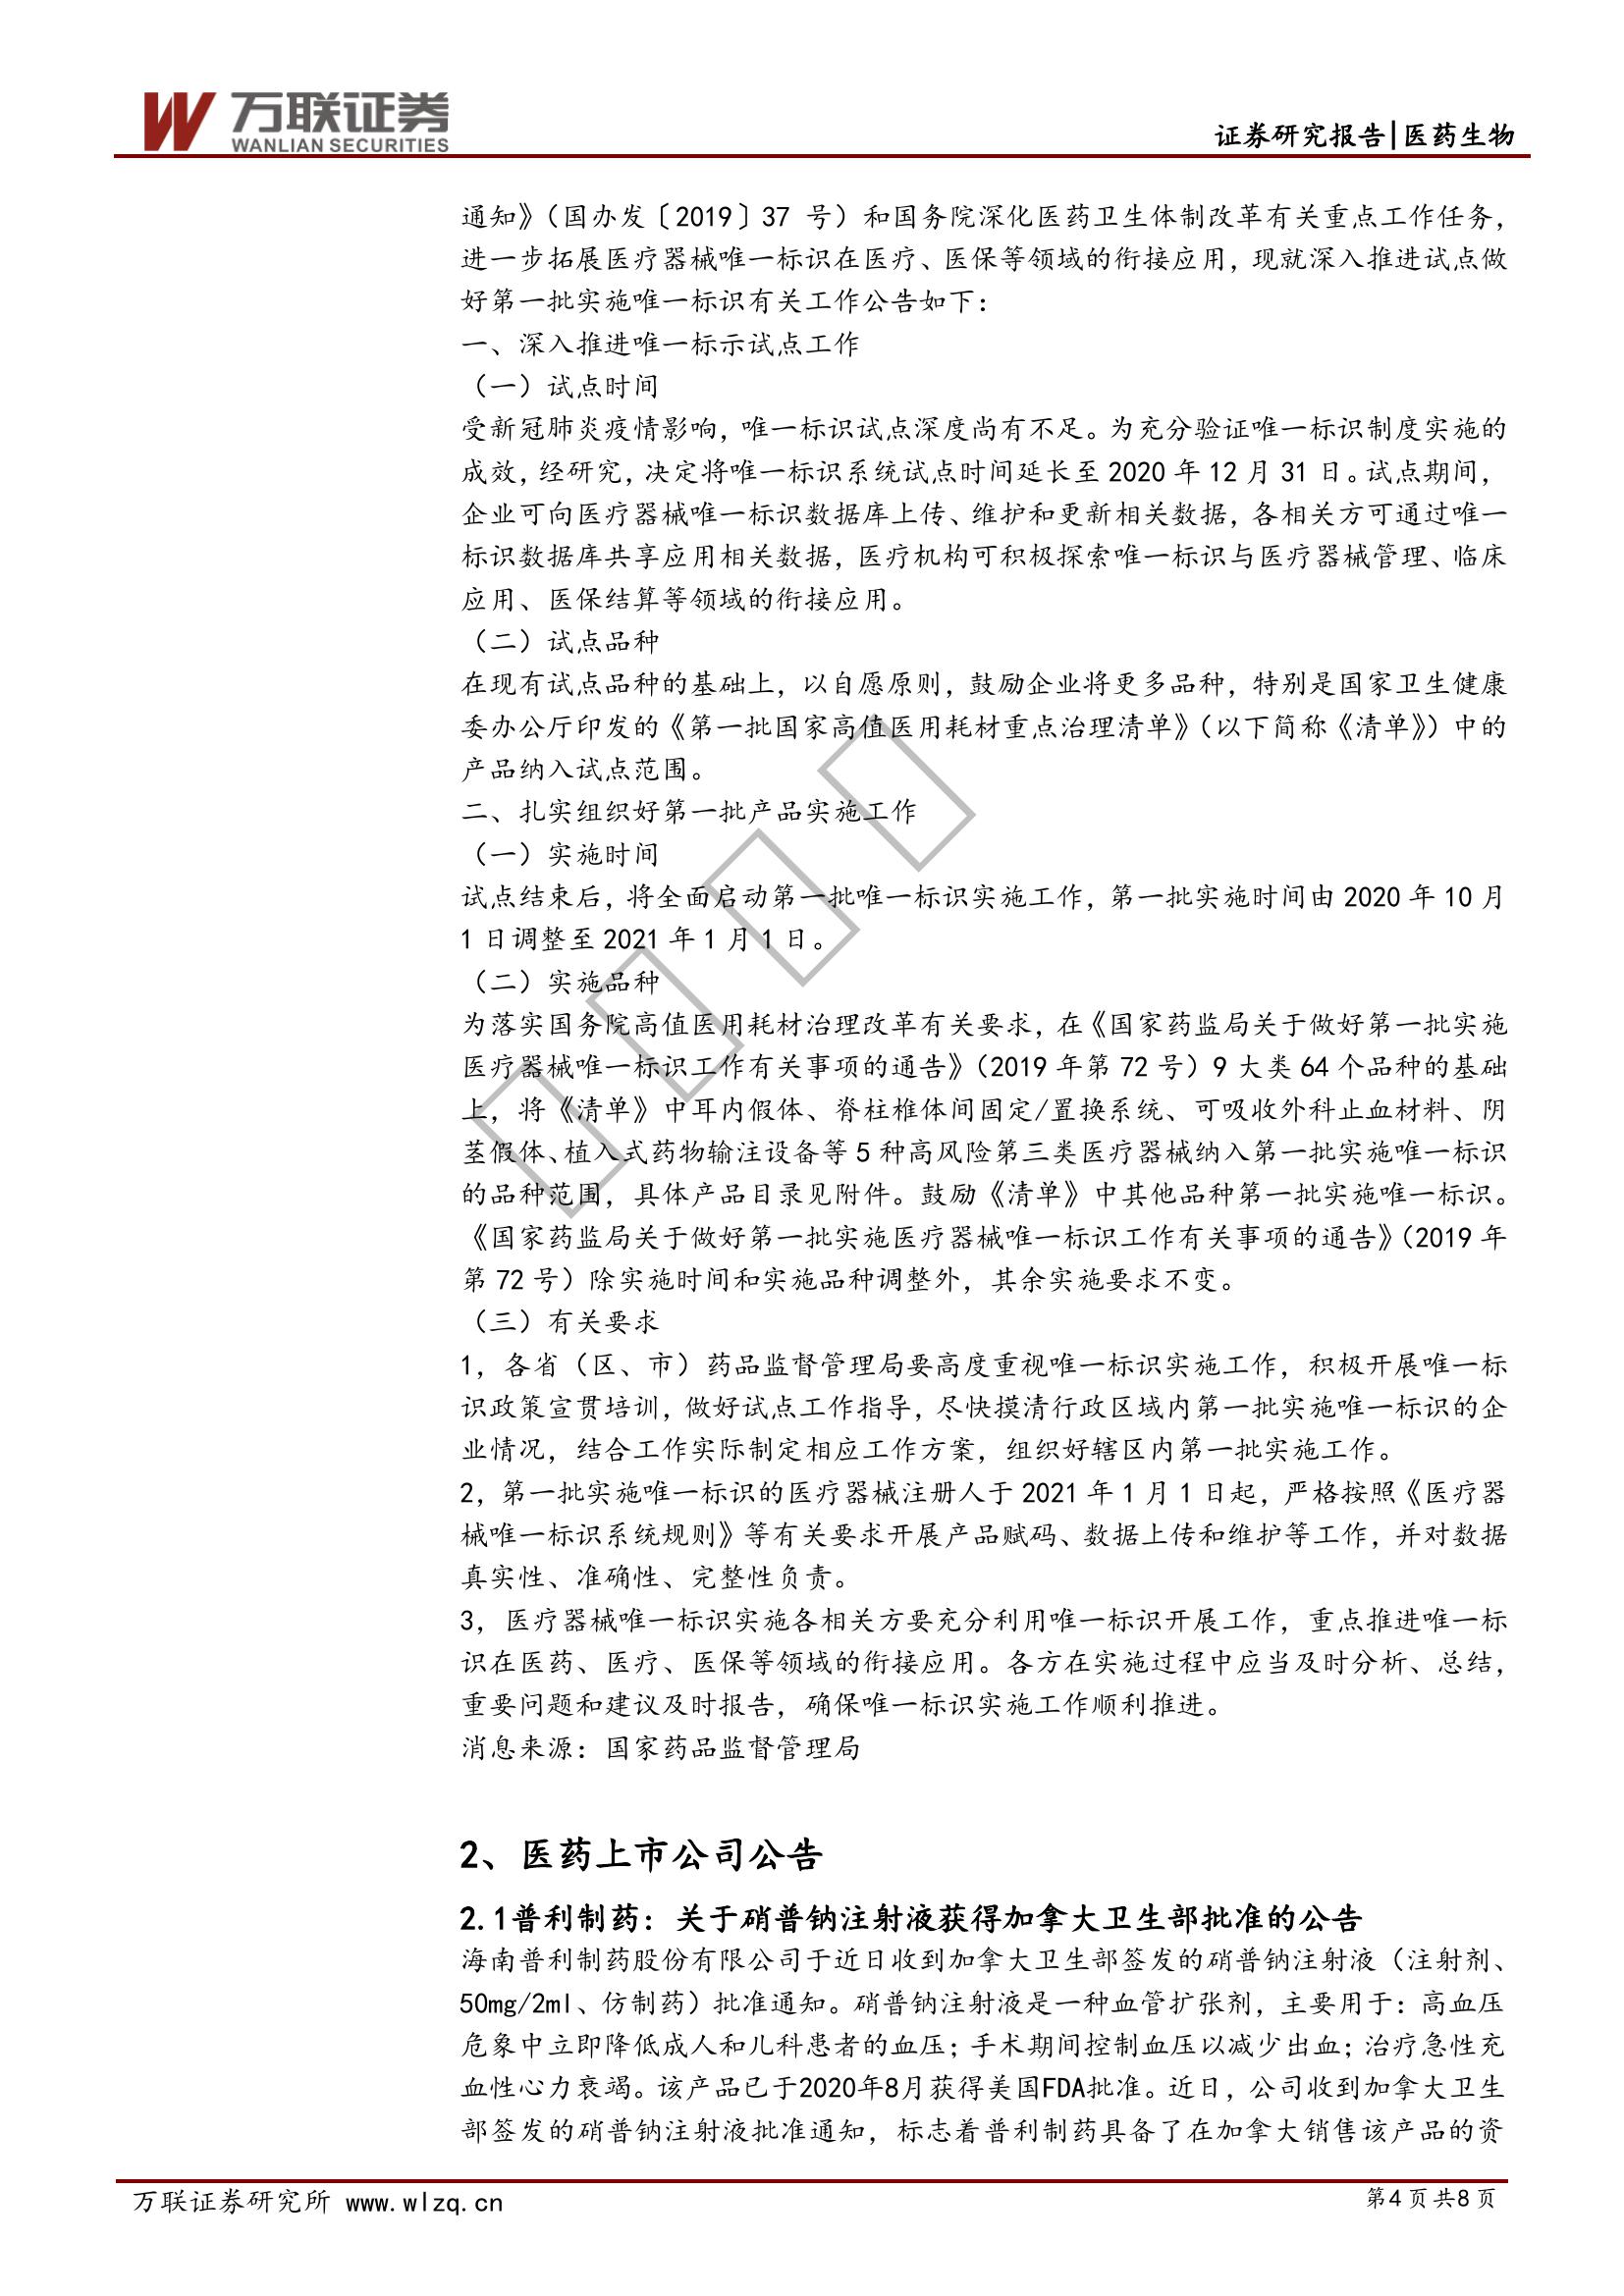 万联证券
WANLIAN SECURITIES
证券研究报告|医药生物
通知》（国办发〔2019〕37 号）和国务院深化医药卫生体制改革有关重点工作任务，
进一步拓展医疗器械唯一标识在医疗、医保等领域的衔接应用，现就深入推进试点做
好第一批实施唯一标识有关工作公告如下：
一、深入推进唯一标示试点工作
（一）试点时间
受新冠肺炎疫情影响，唯一标识试点深度尚有不足。为充分验证唯一标识制度实施的
成效，经研究，决定将唯一标识系统试点时间延长至 2020 年 12 月 31 日。试点期间，
企业可向医疗器械唯一标识数据库上传、维护和更新相关数据，各相关方可通过唯一
标识数据库共享应用相关数据，医疗机构可积极探索唯一标识与医疗器械管理、临床
应用、医保结算等领域的衔接应用。
（二）试点品种
在现有试点品种的基础上，以自愿原则，鼓励企业将更多品种，特别是国家卫生健康
委办公厅印发的《第一批国家高值医用耗材重点治理清单》（以下简称《清单》）中的
产品纳入试点范围。
二、扎实组织好第一批产品实施工作
（一）实施时间
试点结束后，将全面启动第一批唯一标识实施工作，第一批实施时间由 2020 年 10 月
1 日调整至 2021 年 1 月 1 日。
（二）实施品种
为落实国务院高值医用耗材治理改革有关要求，在《国家药监局关于做好第一批实施
医疗器械唯一标识工作有关事项的通告》（2019 年第 72 号）9 大类 64 个品种的基础
上，将《清单》中耳内假体、脊柱椎体间固定/置换系统、可吸收外科止血材料、阴
茎假体、植入式药物输注设备等 5 种高风险第三类医疗器械纳入第一批实施唯一标识
的品种范围，具体产品目录见附件。鼓励《清单》中其他品种第一批实施唯一标识。
《国家药监局关于做好第一批实施医疗器械唯一标识工作有关事项的通告》（2019 年
第 72 号）除实施时间和实施品种调整外，其余实施要求不变。
（三）有关要求
1，各省（区、市）药品监督管理局要高度重视唯一标识实施工作，积极开展唯一标
识政策宣贯培训，做好试点工作指导，尽快摸清行政区域内第一批实施唯一标识的企
业情况，结合工作实际制定相应工作方案，组织好辖区内第一批实施工作。
2，第一批实施唯一标识的医疗器械注册人于 2021 年 1 月 1 日起，严格按照《医疗器
械唯一标识系统规则》等有关要求开展产品赋码、数据上传和维护等工作，并对数据
真实性、准确性、完整性负责。
3，医疗器械唯一标识实施各相关方要充分利用唯一标识开展工作，重点推进唯一标
识在医药、医疗、医保等领域的衔接应用。各方在实施过程中应当及时分析、总结，
重要问题和建议及时报告，确保唯一标识实施工作顺利推进。
消息来源：国家药品监督管理局
2、医药上市公司公告
2.1普利制药：关于硝普钠注射液获得加拿大卫生部批准的公告
海南普利制药股份有限公司于近日收到加拿大卫生部签发的硝普钠注射液（注射剂、
50mg/2ml、仿制药）批准通知。硝普钠注射液是一种血管扩张剂，主要用于：高血压
危象中立即降低成人和儿科患者的血压；手术期间控制血压以减少出血；治疗急性充
血性心力衰竭。该产品已于2020年8月获得美国FDA批准。近日，公司收到加拿大卫生
部签发的硝普钠注射液批准通知，标志着普利制药具备了在加拿大销售该产品的资
万联证券研究所 www.wlzq.cn
第4页共8页